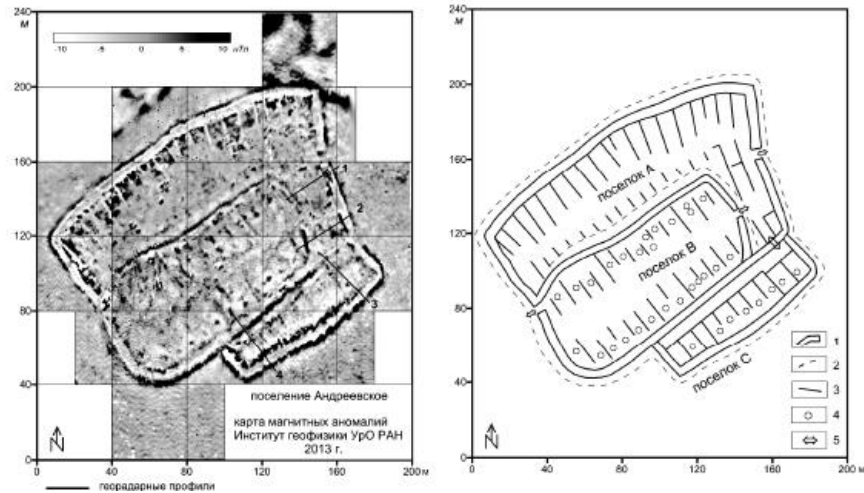 240
м
200
160
120
80
40
0
-10 -5 0 5 10 нТл
1
2
3
4
поселение Андреевское
карта магнитных аномалий
Институт геофизики УрО РАН
2013 г.
N
0 40 80 120 160 200 м
георадарные профили
240
м
200
160
120
80
40
0
поселок А
поселок В
поселок С
1
2
3
4
5
N
0 40 80 120 160 200 м